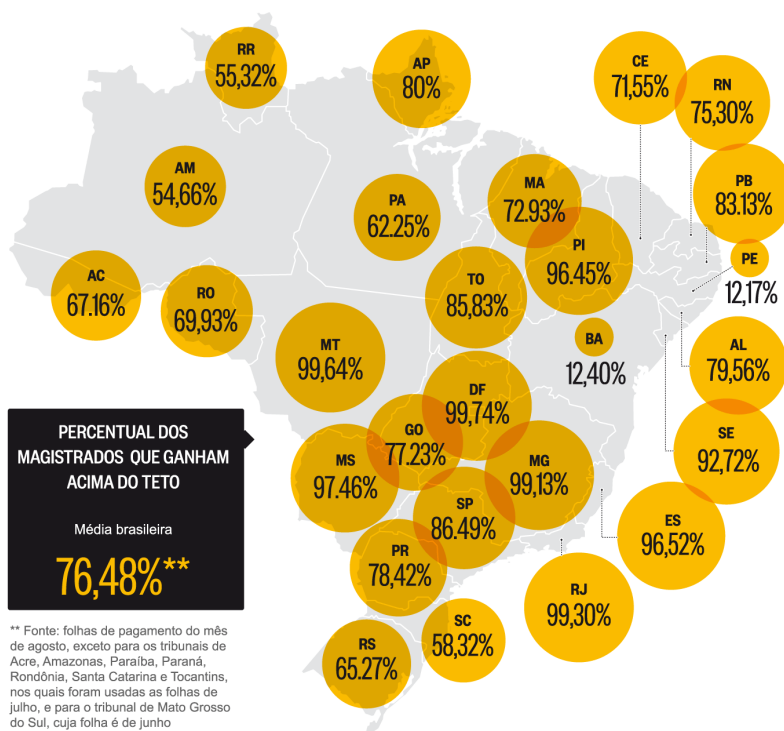 RR
55,32%
AP
80%
CE
71,55%
RN
75,30%
AM
54,66%
PA
62.25%
MA
72.93%
PB
83.13%
PI
96.45%
PE
12,17%
AC
67.16%
RO
69,93%
TO
85,83%
MT
99,64%
BA
12,40%
AL
79,56%
DF
99,74%
GO
77.23%
SE
92,72%
MS
97.46%
MG
99,13%
SP
86.49%
ES
96,52%
PR
78,42%
RJ
99,30%
SC
58,32%
RS
65.27%
PERCENTUAL DOS
MAGISTRADOS QUE GANHAM
ACIMA DO TETO
Média brasileira
76,48%**
** Fonte: folhas de pagamento do mês
de agosto, exceto para os tribunais de
Acre, Amazonas, Paraíba, Paraná,
Rondônia, Santa Catarina e Tocantins,
nos quais foram usadas as folhas de
julho, e para o tribunal de Mato Grosso
do Sul, cuja folha é de junho